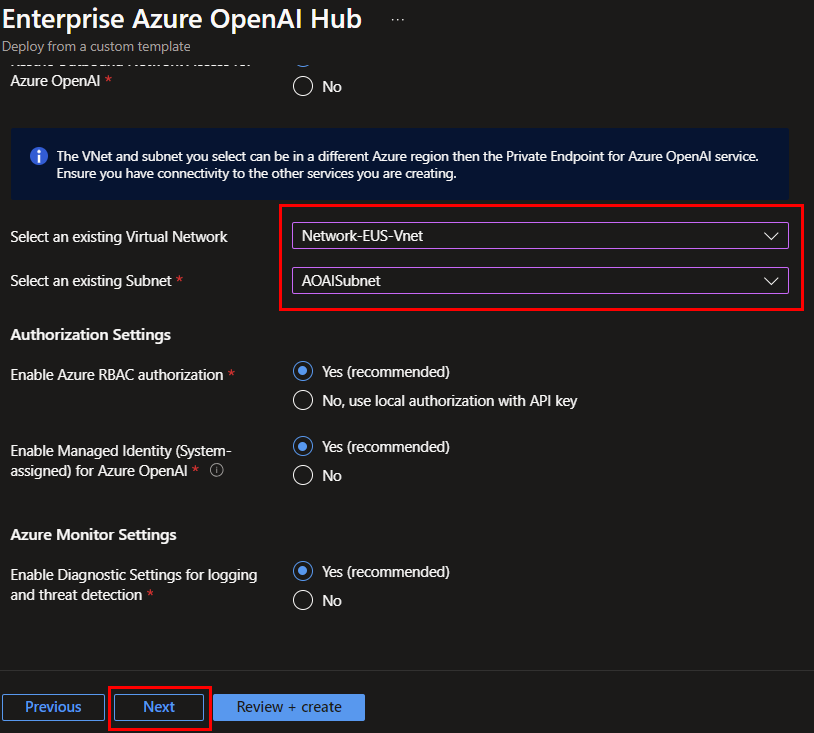 Enterprise Azure OpenAI Hub
Deploy from a custom template
Azure OpenAI *
No
The VNet and subnet you select can be in a different Azure region then the Private Endpoint for Azure OpenAI service.
Ensure you have connectivity to the other services you are creating.
Select an existing Virtual Network
Network-EUS-Vnet
Select an existing Subnet *
AOAISubnet
Authorization Settings
Enable Azure RBAC authorization *
Yes (recommended)
No, use local authorization with API key
Enable Managed Identity (System-
assigned) for Azure OpenAI *
Yes (recommended)
No
Azure Monitor Settings
Enable Diagnostic Settings for logging
and threat detection *
Yes (recommended)
No
Previous
Next
Review + create